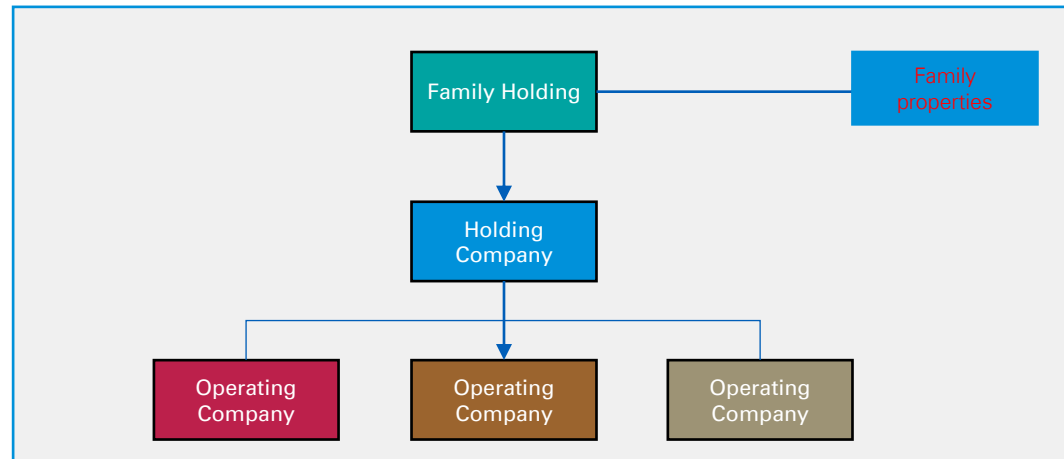 Family Holding
Family
properties
Holding
Company
Operating
Company
Operating
Company
Operating
Company